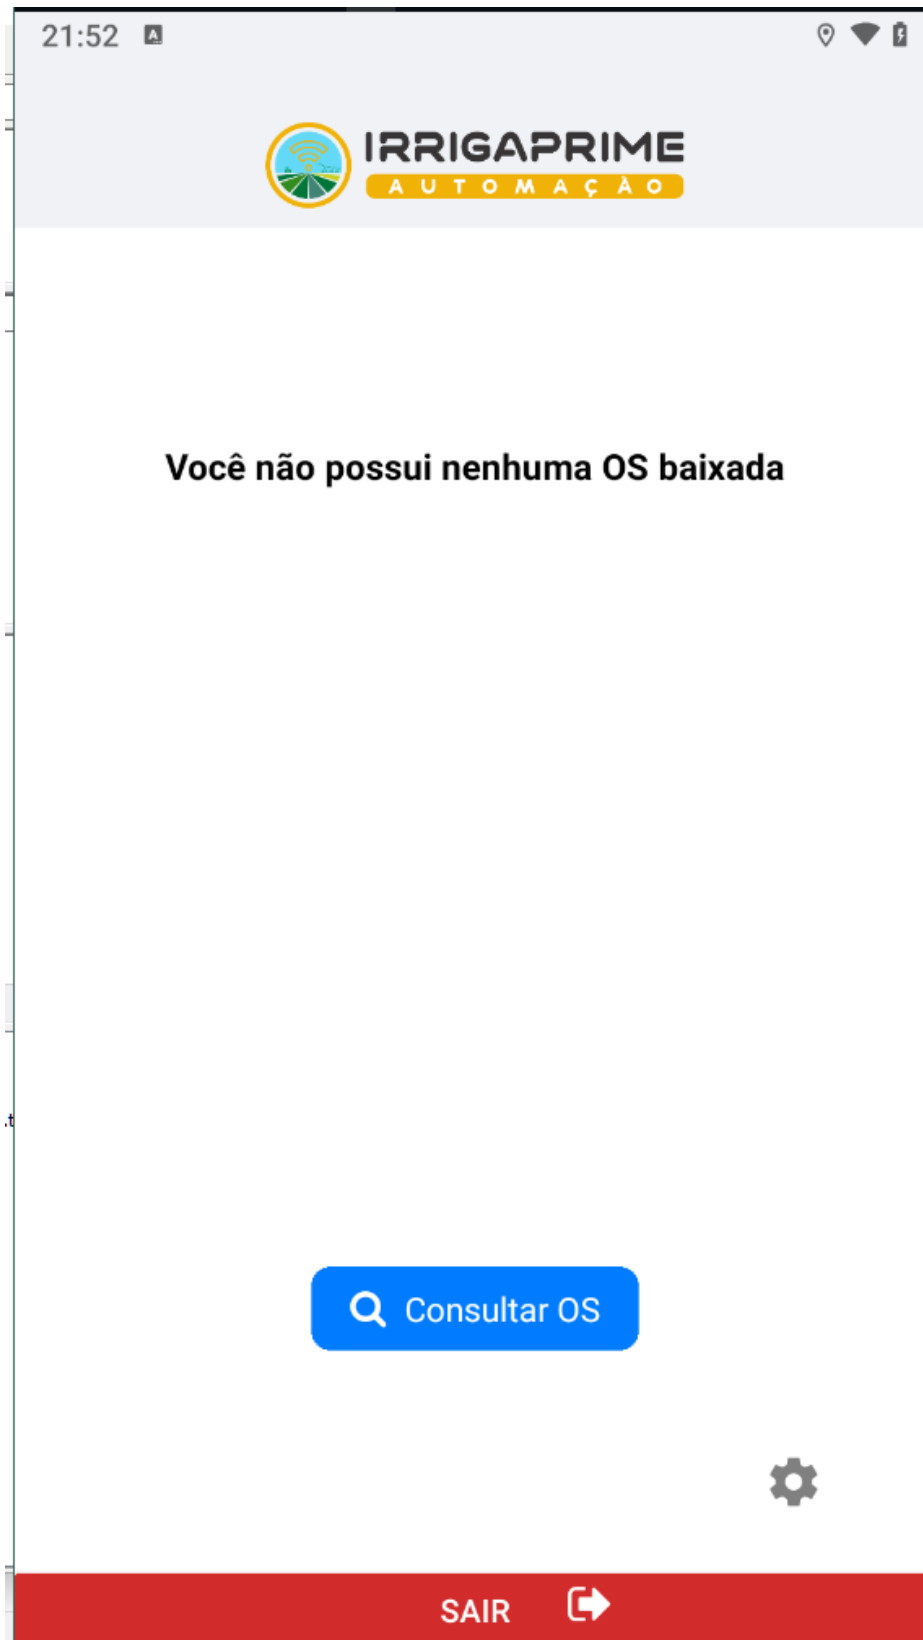 21:52
IRRIGAPRIME
AUTOMAÇÃO
Você não possui nenhuma OS baixada
.t
Consultar OS
SAIR